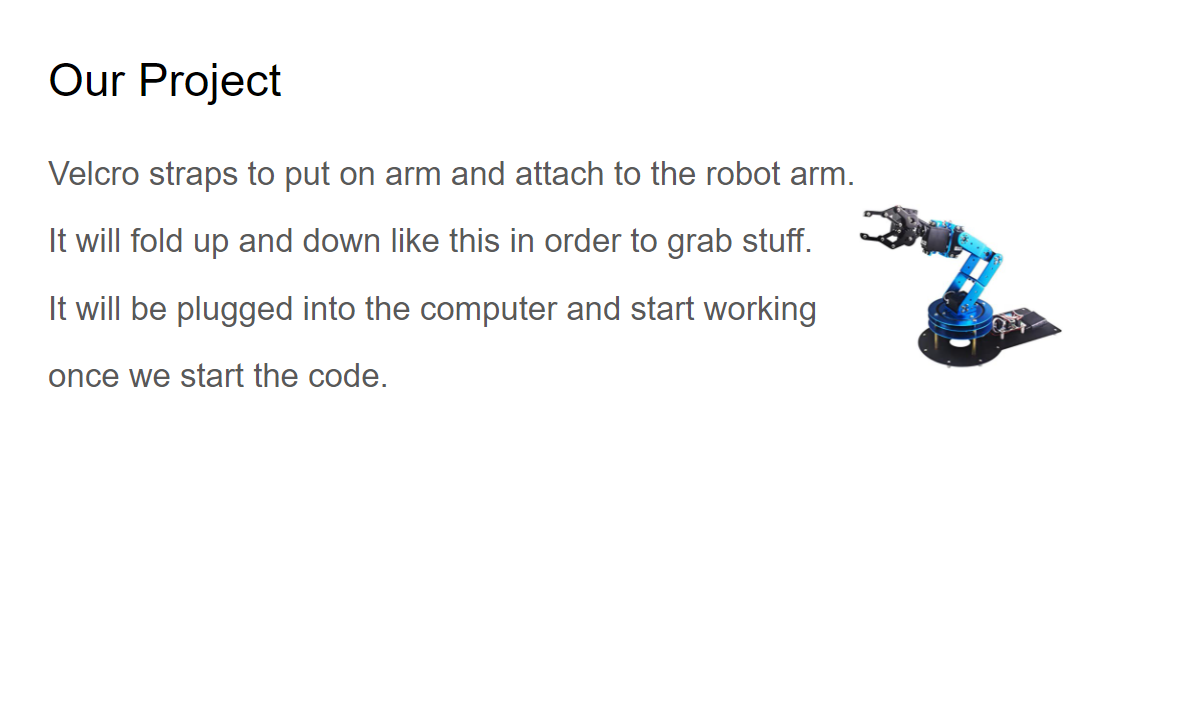 Our Project
Velcro straps to put on arm and attach to the robot arm.
It will fold up and down like this in order to grab stuff.
It will be plugged into the computer and start working
once we start the code.